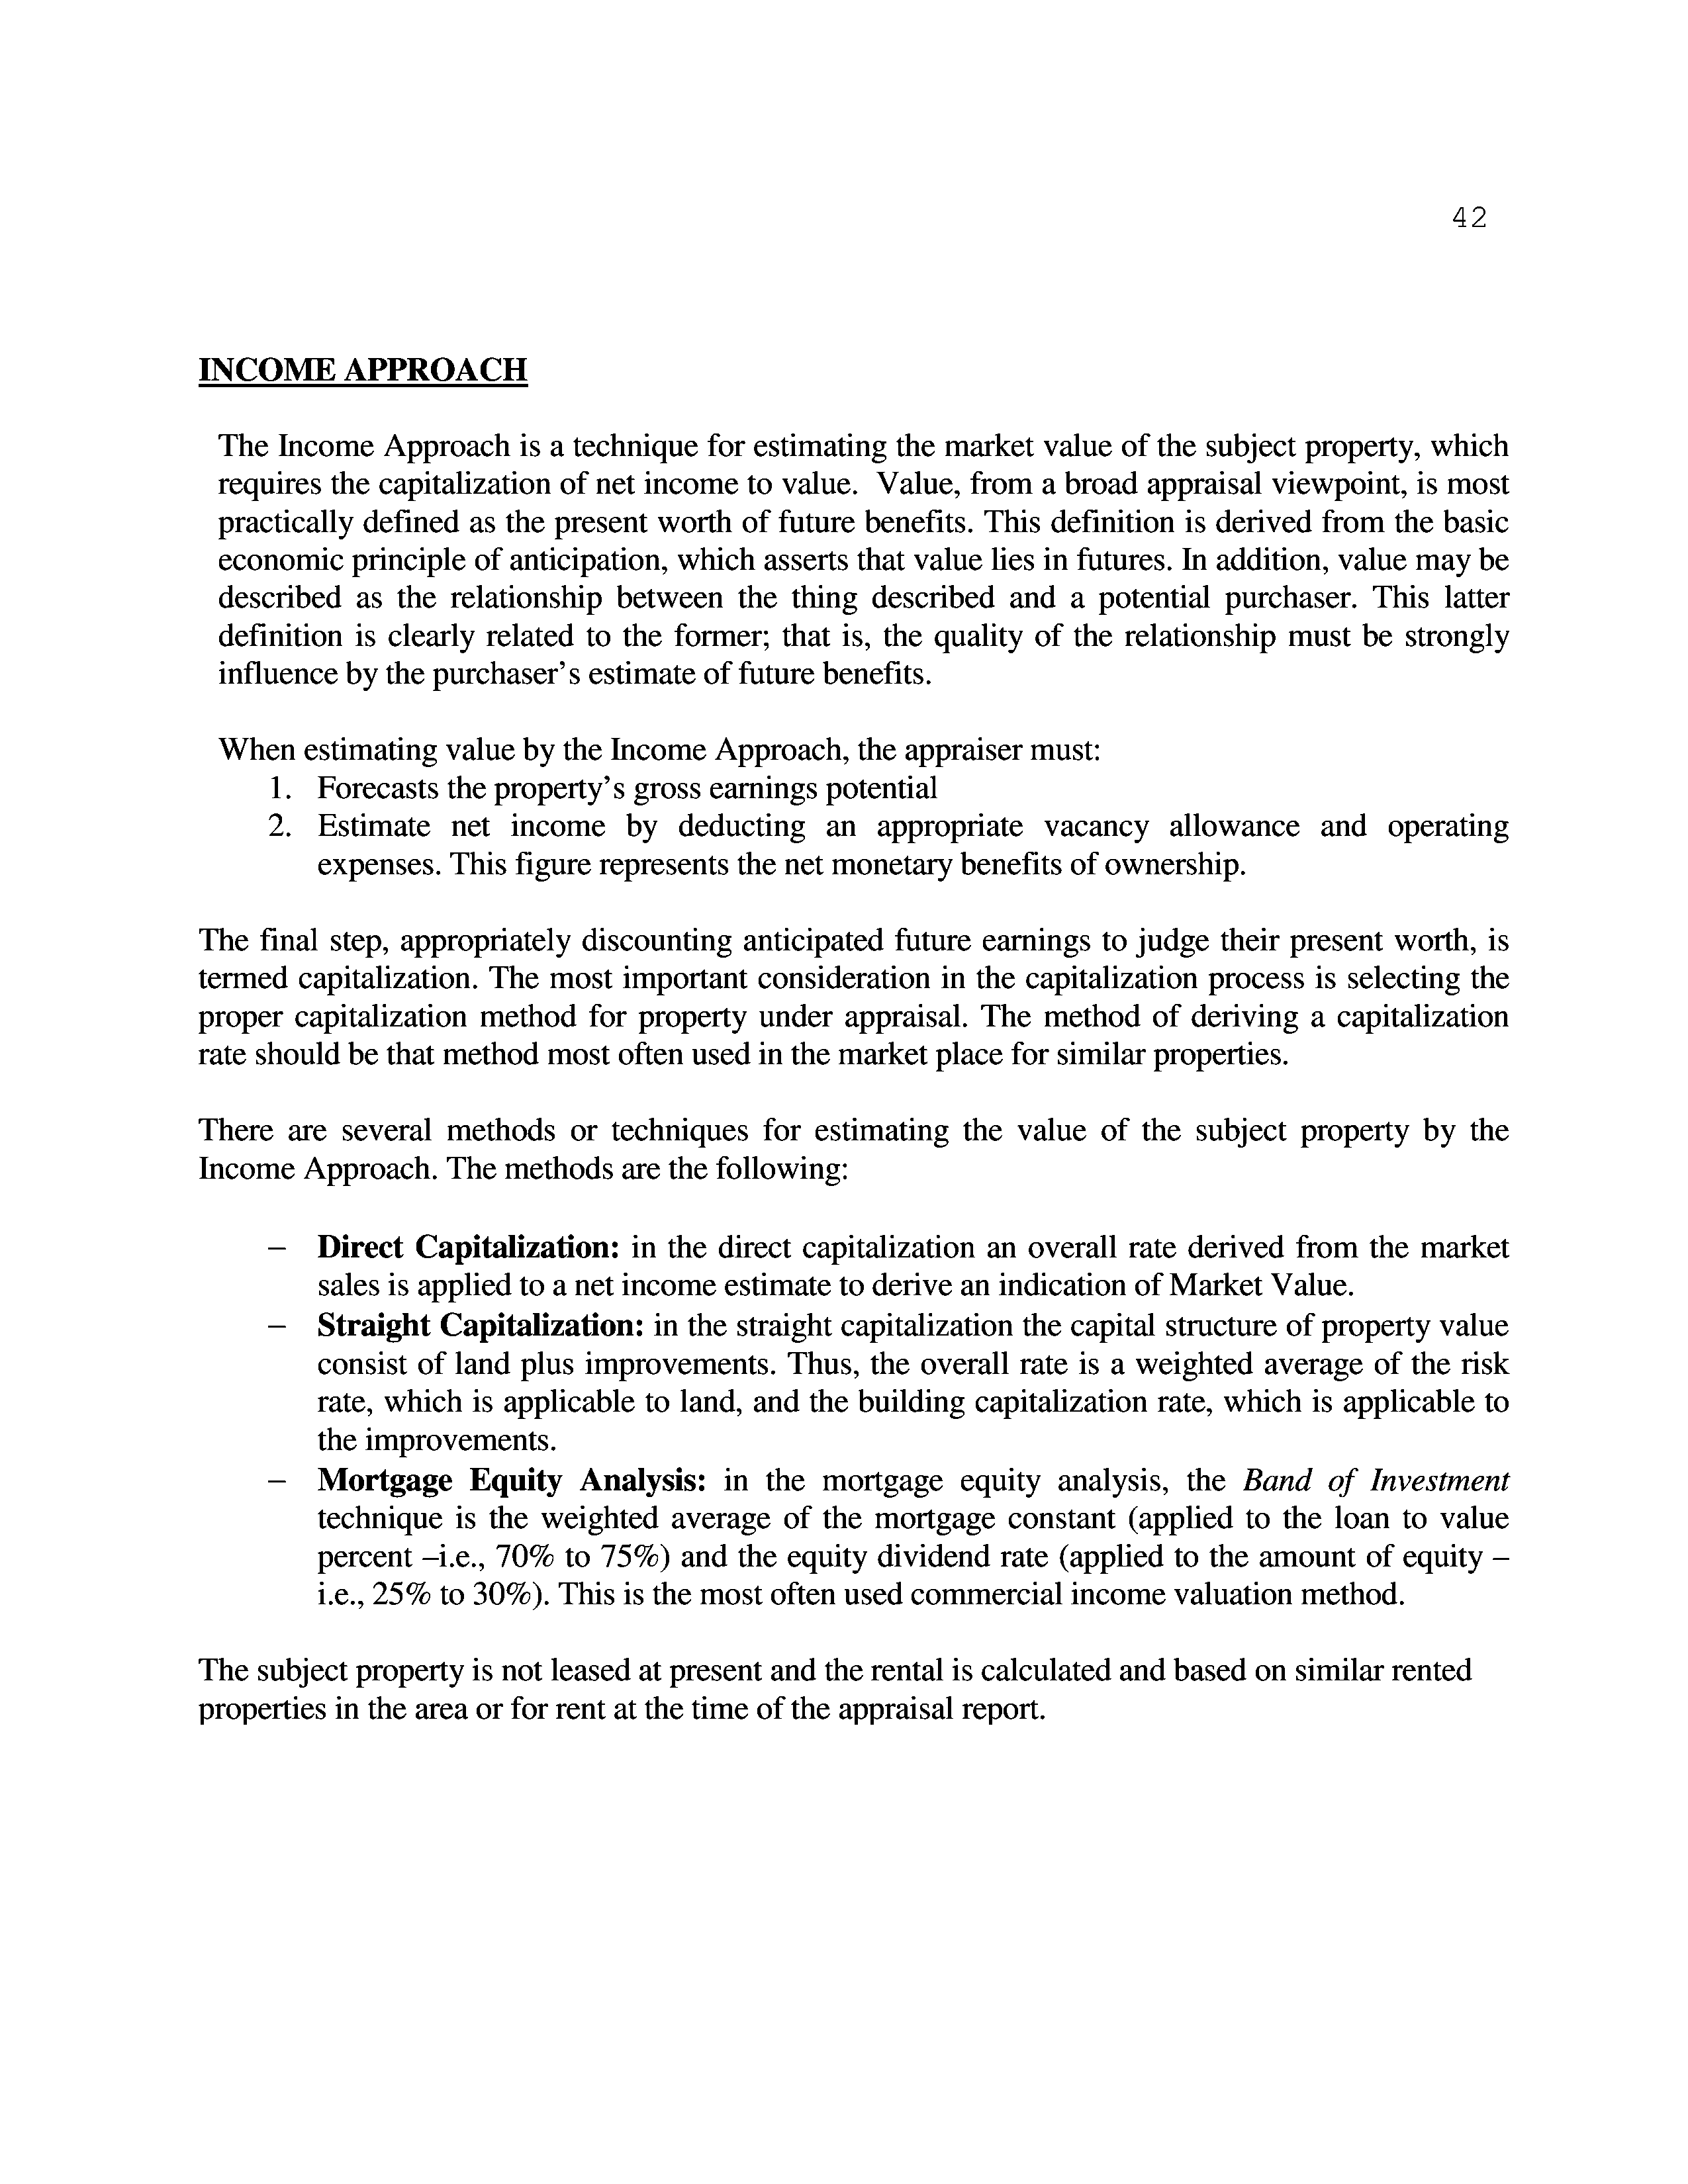 42
INCOME APPROACH
The Income Approach is a technique for estimating the market value of the subject property, which
requires the capitalization of net income to value.  Value, from a broad appraisal viewpoint, is most
practically defined as the present worth of future benefits. This definition is derived from the basic
economic principle of anticipation, which asserts that value lies in futures. In addition, value may be
described as the relationship between the thing described and a potential purchaser. This latter
definition is clearly related to the former; that is, the quality of the relationship must be strongly
influence by the purchaser's estimate of future benefits.
When estimating value by the Income Approach, the appraiser must:
1. Forecasts the property's gross earnings potential
2. Estimate net income by deducting an appropriate vacancy allowance and operating
expenses. This figure represents the net monetary benefits of ownership.
The final step, appropriately discounting anticipated future earnings to judge their present worth, is
termed capitalization. The most important consideration in the capitalization process is selecting the
proper capitalization method for property under appraisal. The method of deriving a capitalization
rate should be that method most often used in the market place for similar properties.
There are several methods or techniques for estimating the value of the subject property by the
Income Approach. The methods are the following:
– Direct Capitalization: in the direct capitalization an overall rate derived from the market
sales is applied to a net income estimate to derive an indication of Market Value.
– Straight Capitalization: in the straight capitalization the capital structure of property value
consist of land plus improvements. Thus, the overall rate is a weighted average of the risk
rate, which is applicable to land, and the building capitalization rate, which is applicable to
the improvements.
– Mortgage Equity Analysis: in the mortgage equity analysis, the Band of Investment
technique is the weighted average of the mortgage constant (applied to the loan to value
percent –i.e., 70% to 75%) and the equity dividend rate (applied to the amount of equity –
i.e., 25% to 30%). This is the most often used commercial income valuation method.
The subject property is not leased at present and the rental is calculated and based on similar rented
properties in the area or for rent at the time of the appraisal report.